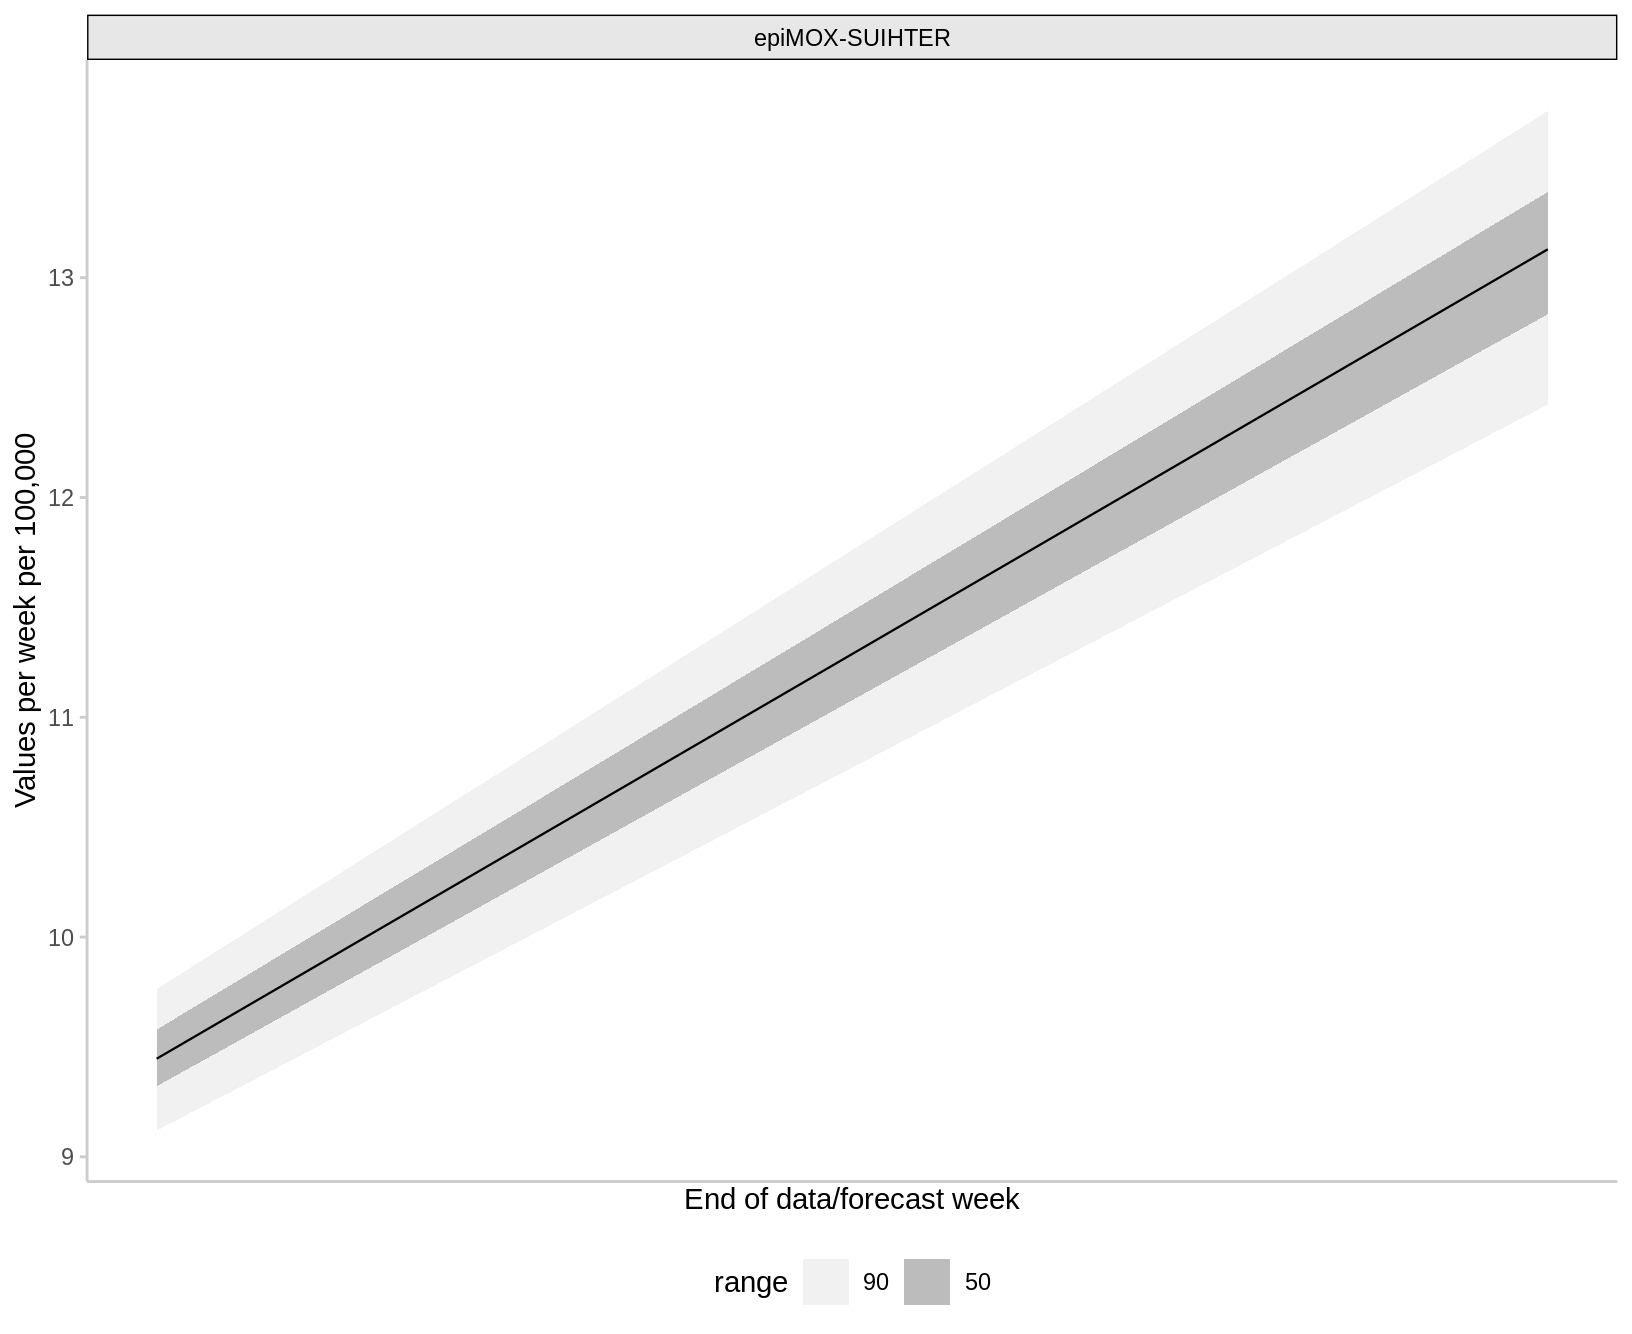 epiMOX-SUIHTER
Values per week per 100,000
13
12
11
10
9
End of data/forecast week
range 90 50